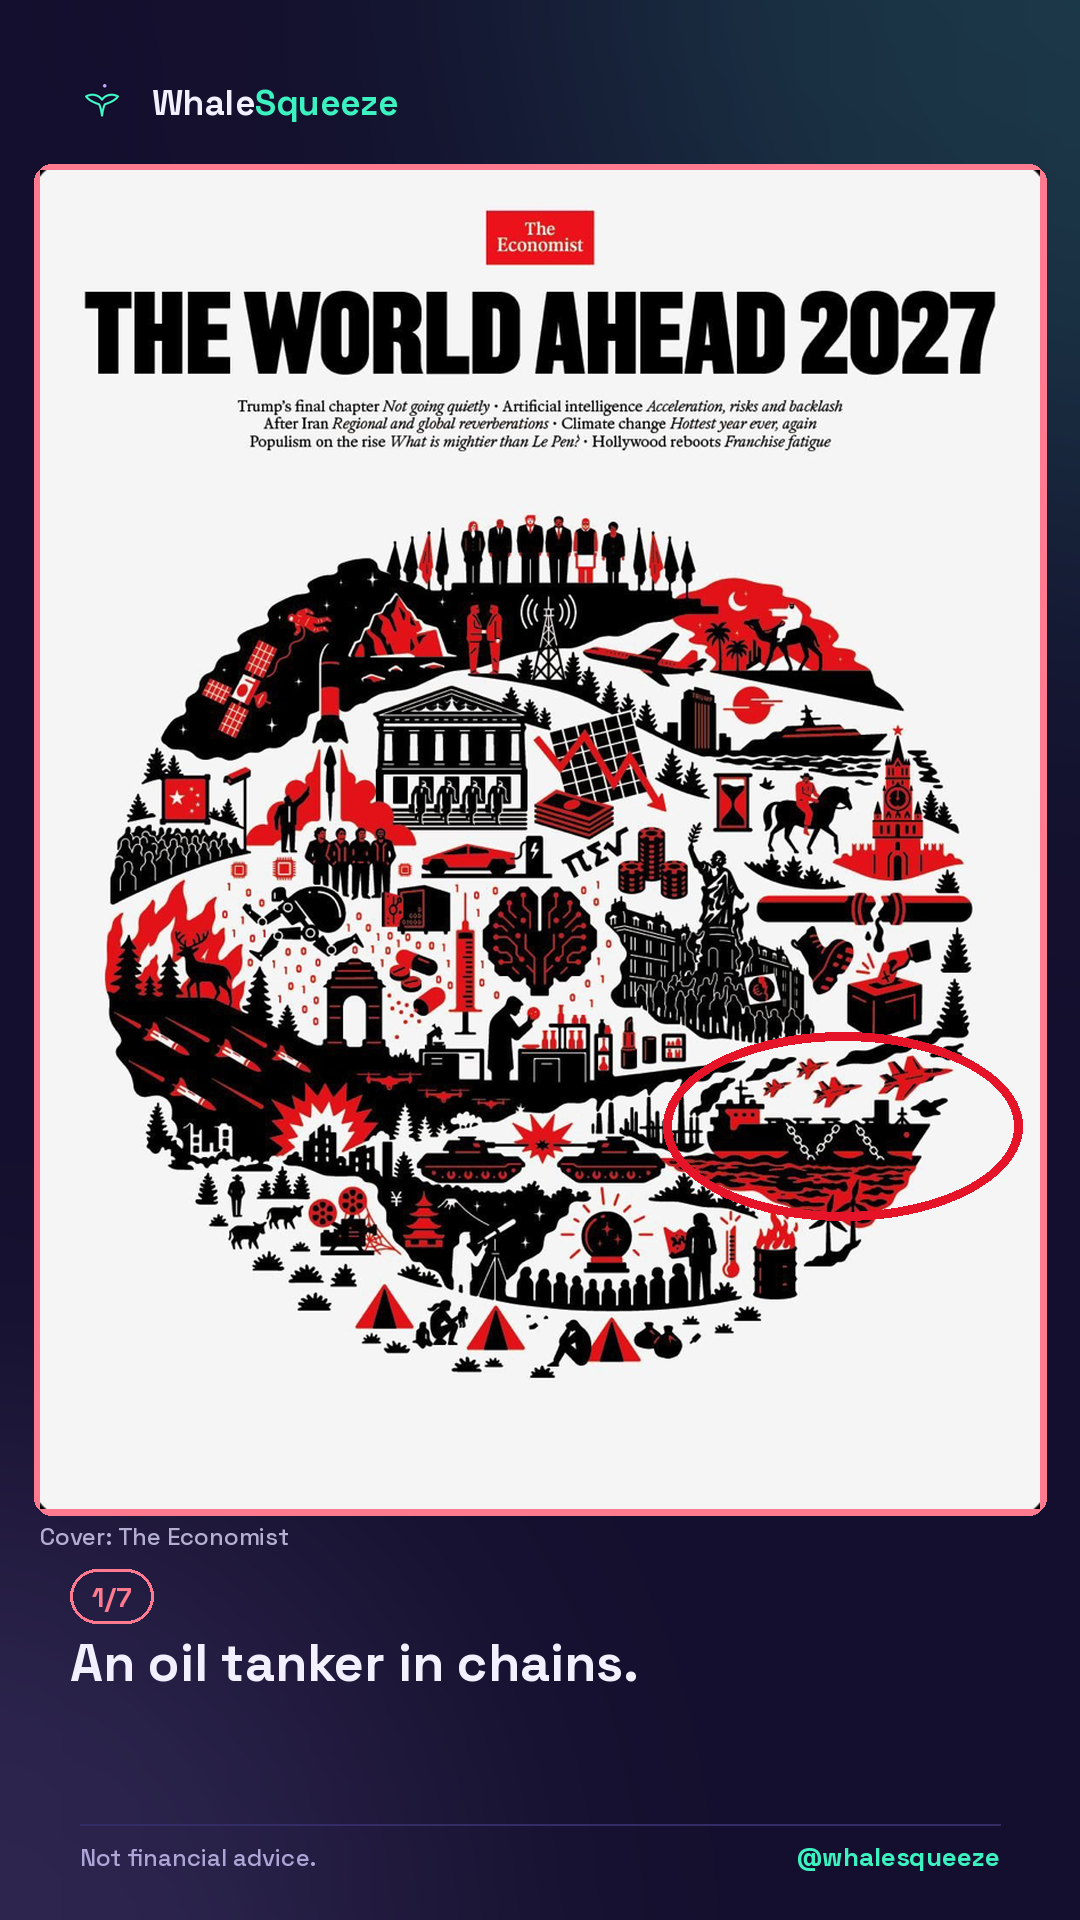 WhaleSqueeze
The
Economist
THE WORLD AHEAD 2027
Trump's final chapter Not going quietly · Artificial intelligence Acceleration, risks and backlash
After Iran Regional and global reverberations · Climate change Hottest year ever, again
Populism on the rise What is mightier than Le Pen? · Hollywood reboots Franchise fatigue
TRUMP
πΣ√
¥
Cover: The Economist
1/7
An oil tanker in chains.
Not financial advice.
@whalesqueeze